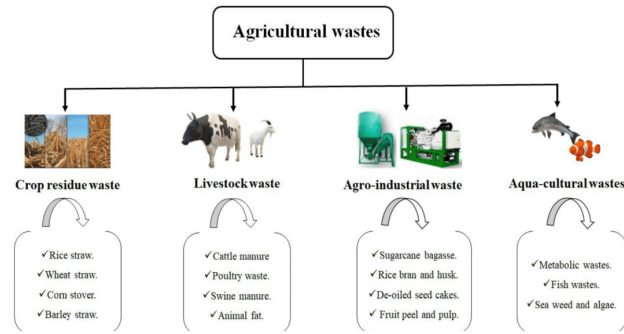 Agricultural wastes
Crop residue waste
Livestock waste
Agro-industrial waste
Aqua-cultural wastes
✓Rice straw.
✓Wheat straw.
✓Corn stover.
✓Barley straw.
✓Cattle manure
✓Poultry waste.
✓Swine manure.
✓Animal fat.
✓Sugarcane bagasse.
✓Rice bran and husk.
✓De-oiled seed cakes.
✓Fruit peel and pulp.
✓Metabolic wastes.
✓Fish wastes.
✓Sea weed and algae.